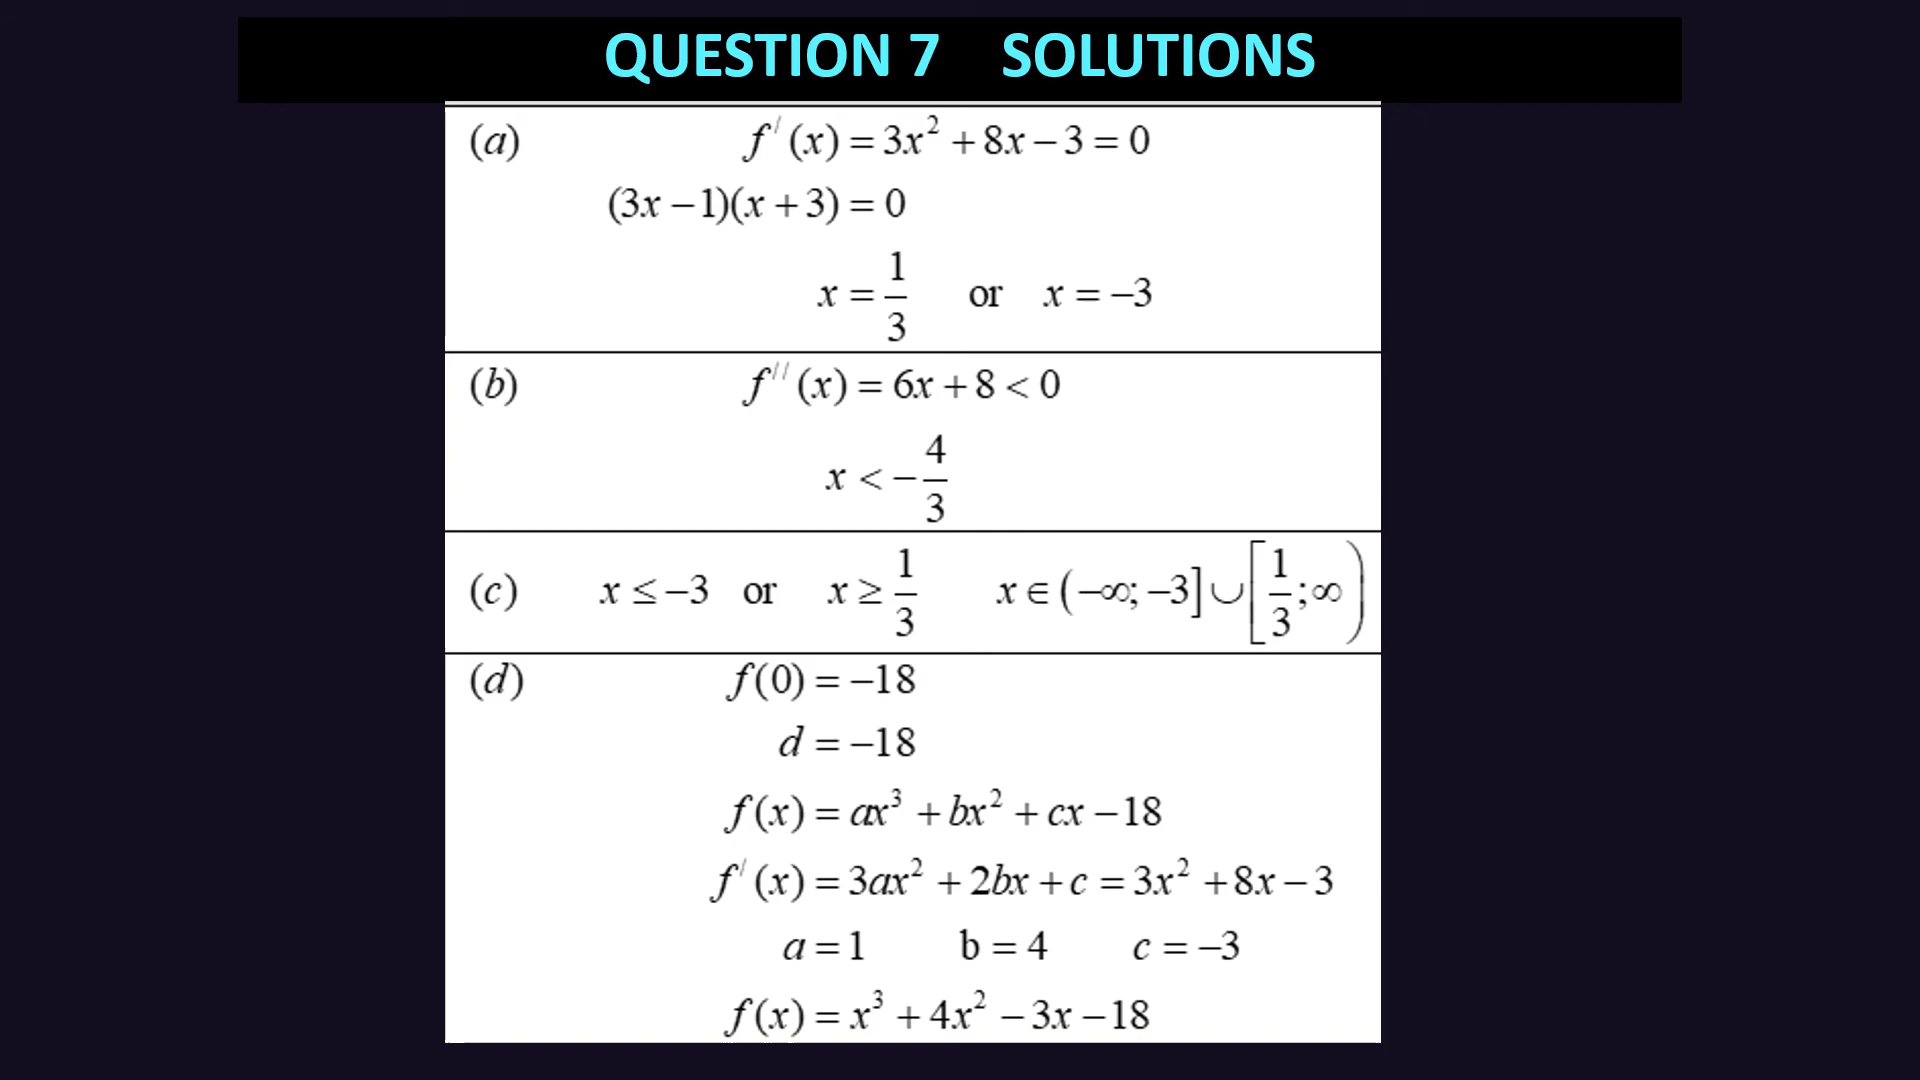 QUESTION 7 SOLUTIONS
(a) f′(x) = 3x² + 8x − 3 = 0
(3x − 1)(x + 3) = 0
x = 1/3 or x = −3
(b) f′′(x) = 6x + 8 < 0
x < −4/3
(c) x ≤ −3 or x ≥ 1/3 x ∈ (−∞; −3] ∪ [1/3; ∞)
(d) f(0) = −18
d = −18
f(x) = ax³ + bx² + cx − 18
f′(x) = 3ax² + 2bx + c = 3x² + 8x − 3
a = 1 b = 4 c = −3
f(x) = x³ + 4x² − 3x − 18